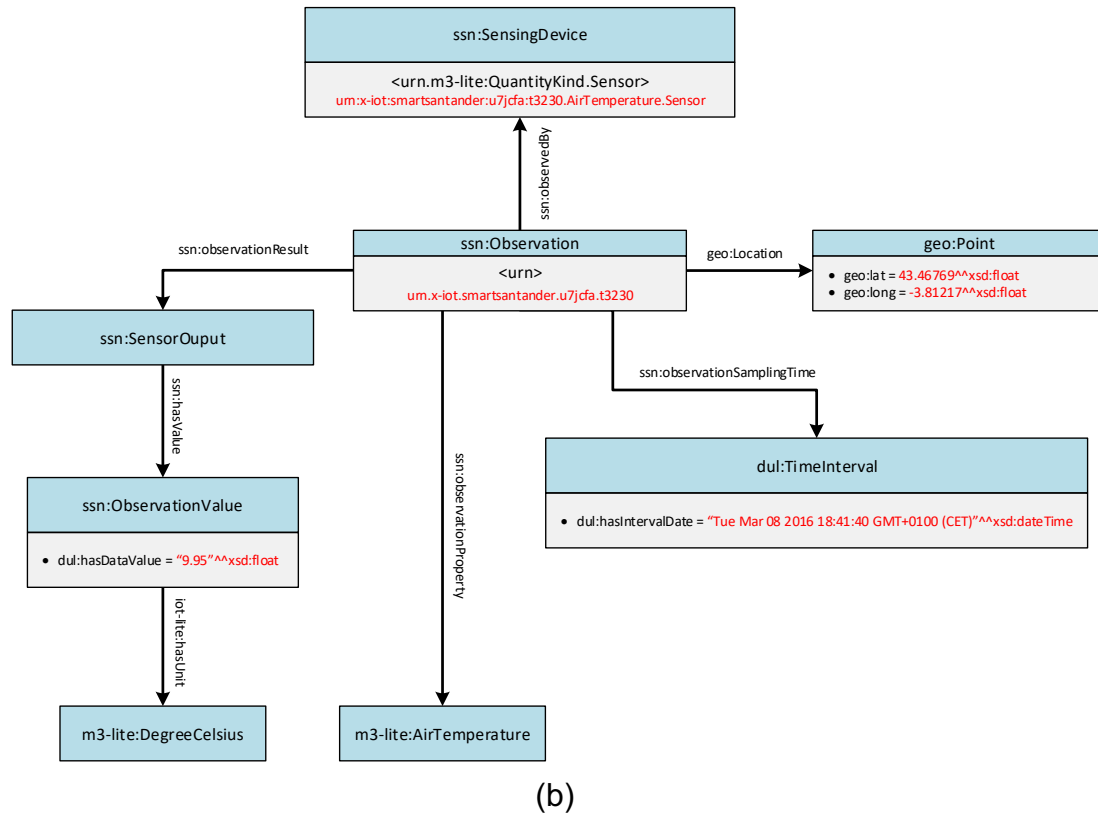 ssn:SensingDevice
<urn.m3-lite:QuantityKind.Sensor>
urn:x-iot:smartsantander:u7jcfa:t3230.AirTemperature.Sensor
ssn:observedBy
ssn:observationResult
ssn:Observation
<urn>
urn.x-iot.smartsantander.u7jcfa.t3230
geo:Location
geo:Point
• geo:lat = 43.46769^^xsd:float
• geo:long = -3.81217^^xsd:float
ssn:SensorOuput
ssn:hasValue
ssn:observationSamplingTime
dul:TimeInterval
• dul:hasIntervalDate = “Tue Mar 08 2016 18:41:40 GMT+0100 (CET)”^^xsd:dateTime
ssn:ObservationValue
• dul:hasDataValue = “9.95”^^xsd:float
ssn:observationProperty
iot-lite:hasUnit
m3-lite:DegreeCelsius
m3-lite:AirTemperature
(b)